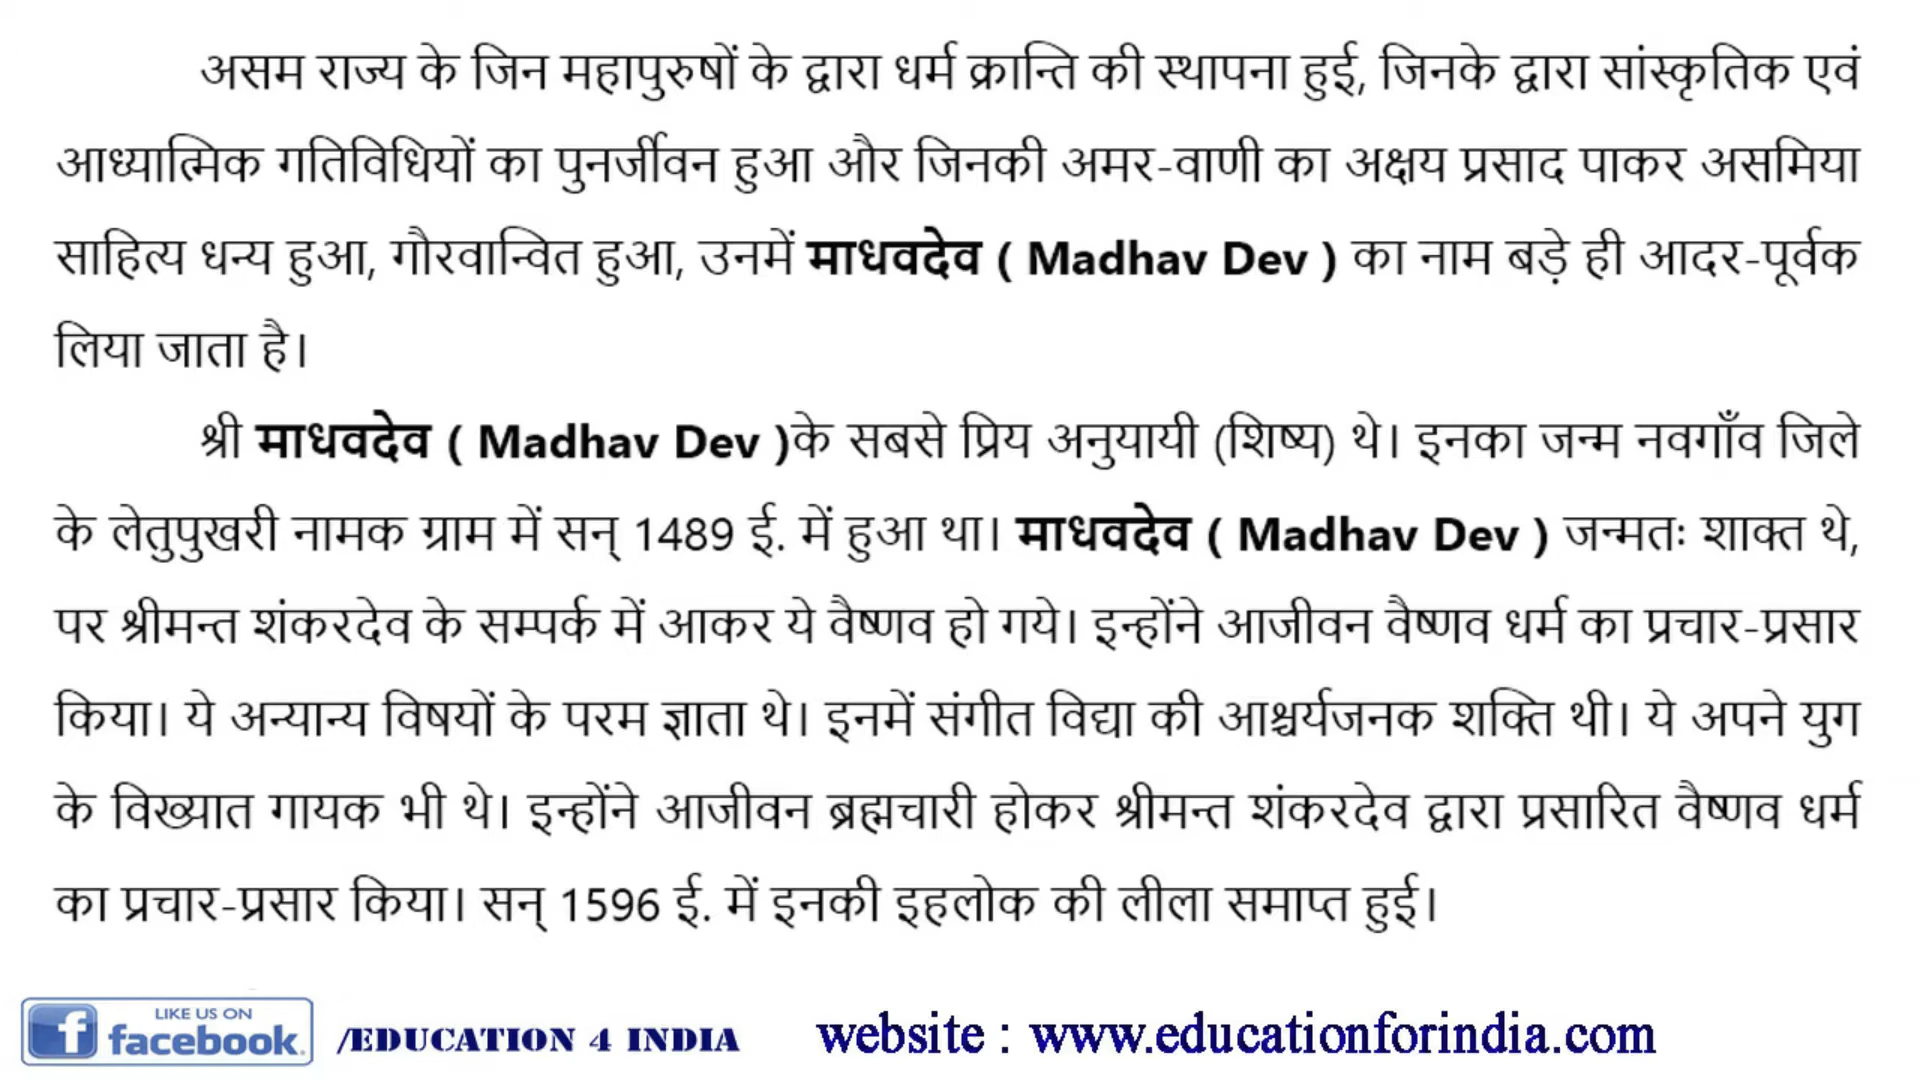 असम राज्य के जिन महापुरुषों के द्वारा धर्म क्रान्ति की स्थापना हुई, जिनके द्वारा सांस्कृतिक एवं
आध्यात्मिक गतिविधियों का पुनर्जीवन हुआ और जिनकी अमर-वाणी का अक्षय प्रसाद पाकर असमिया
साहित्य धन्य हुआ, गौरवान्वित हुआ, उनमें माधवदेव ( Madhav Dev ) का नाम बड़े ही आदर-पूर्वक
लिया जाता है।
श्री माधवदेव ( Madhav Dev )के सबसे प्रिय अनुयायी (शिष्य) थे। इनका जन्म नवगाँव जिले
के लेतुपुखरी नामक ग्राम में सन् 1489 ई. में हुआ था। माधवदेव ( Madhav Dev ) जन्मतः शाक्त थे,
पर श्रीमन्त शंकरदेव के सम्पर्क में आकर ये वैष्णव हो गये। इन्होंने आजीवन वैष्णव धर्म का प्रचार-प्रसार
किया। ये अन्यान्य विषयों के परम ज्ञाता थे। इनमें संगीत विद्या की आश्चर्यजनक शक्ति थी। ये अपने युग
के विख्यात गायक भी थे। इन्होंने आजीवन ब्रह्मचारी होकर श्रीमन्त शंकरदेव द्वारा प्रसारित वैष्णव धर्म
का प्रचार-प्रसार किया। सन् 1596 ई. में इनकी इहलोक की लीला समाप्त हुई।
LIKE US ON
facebook. /EDUCATION 4 INDIA website : www.educationforindia.com